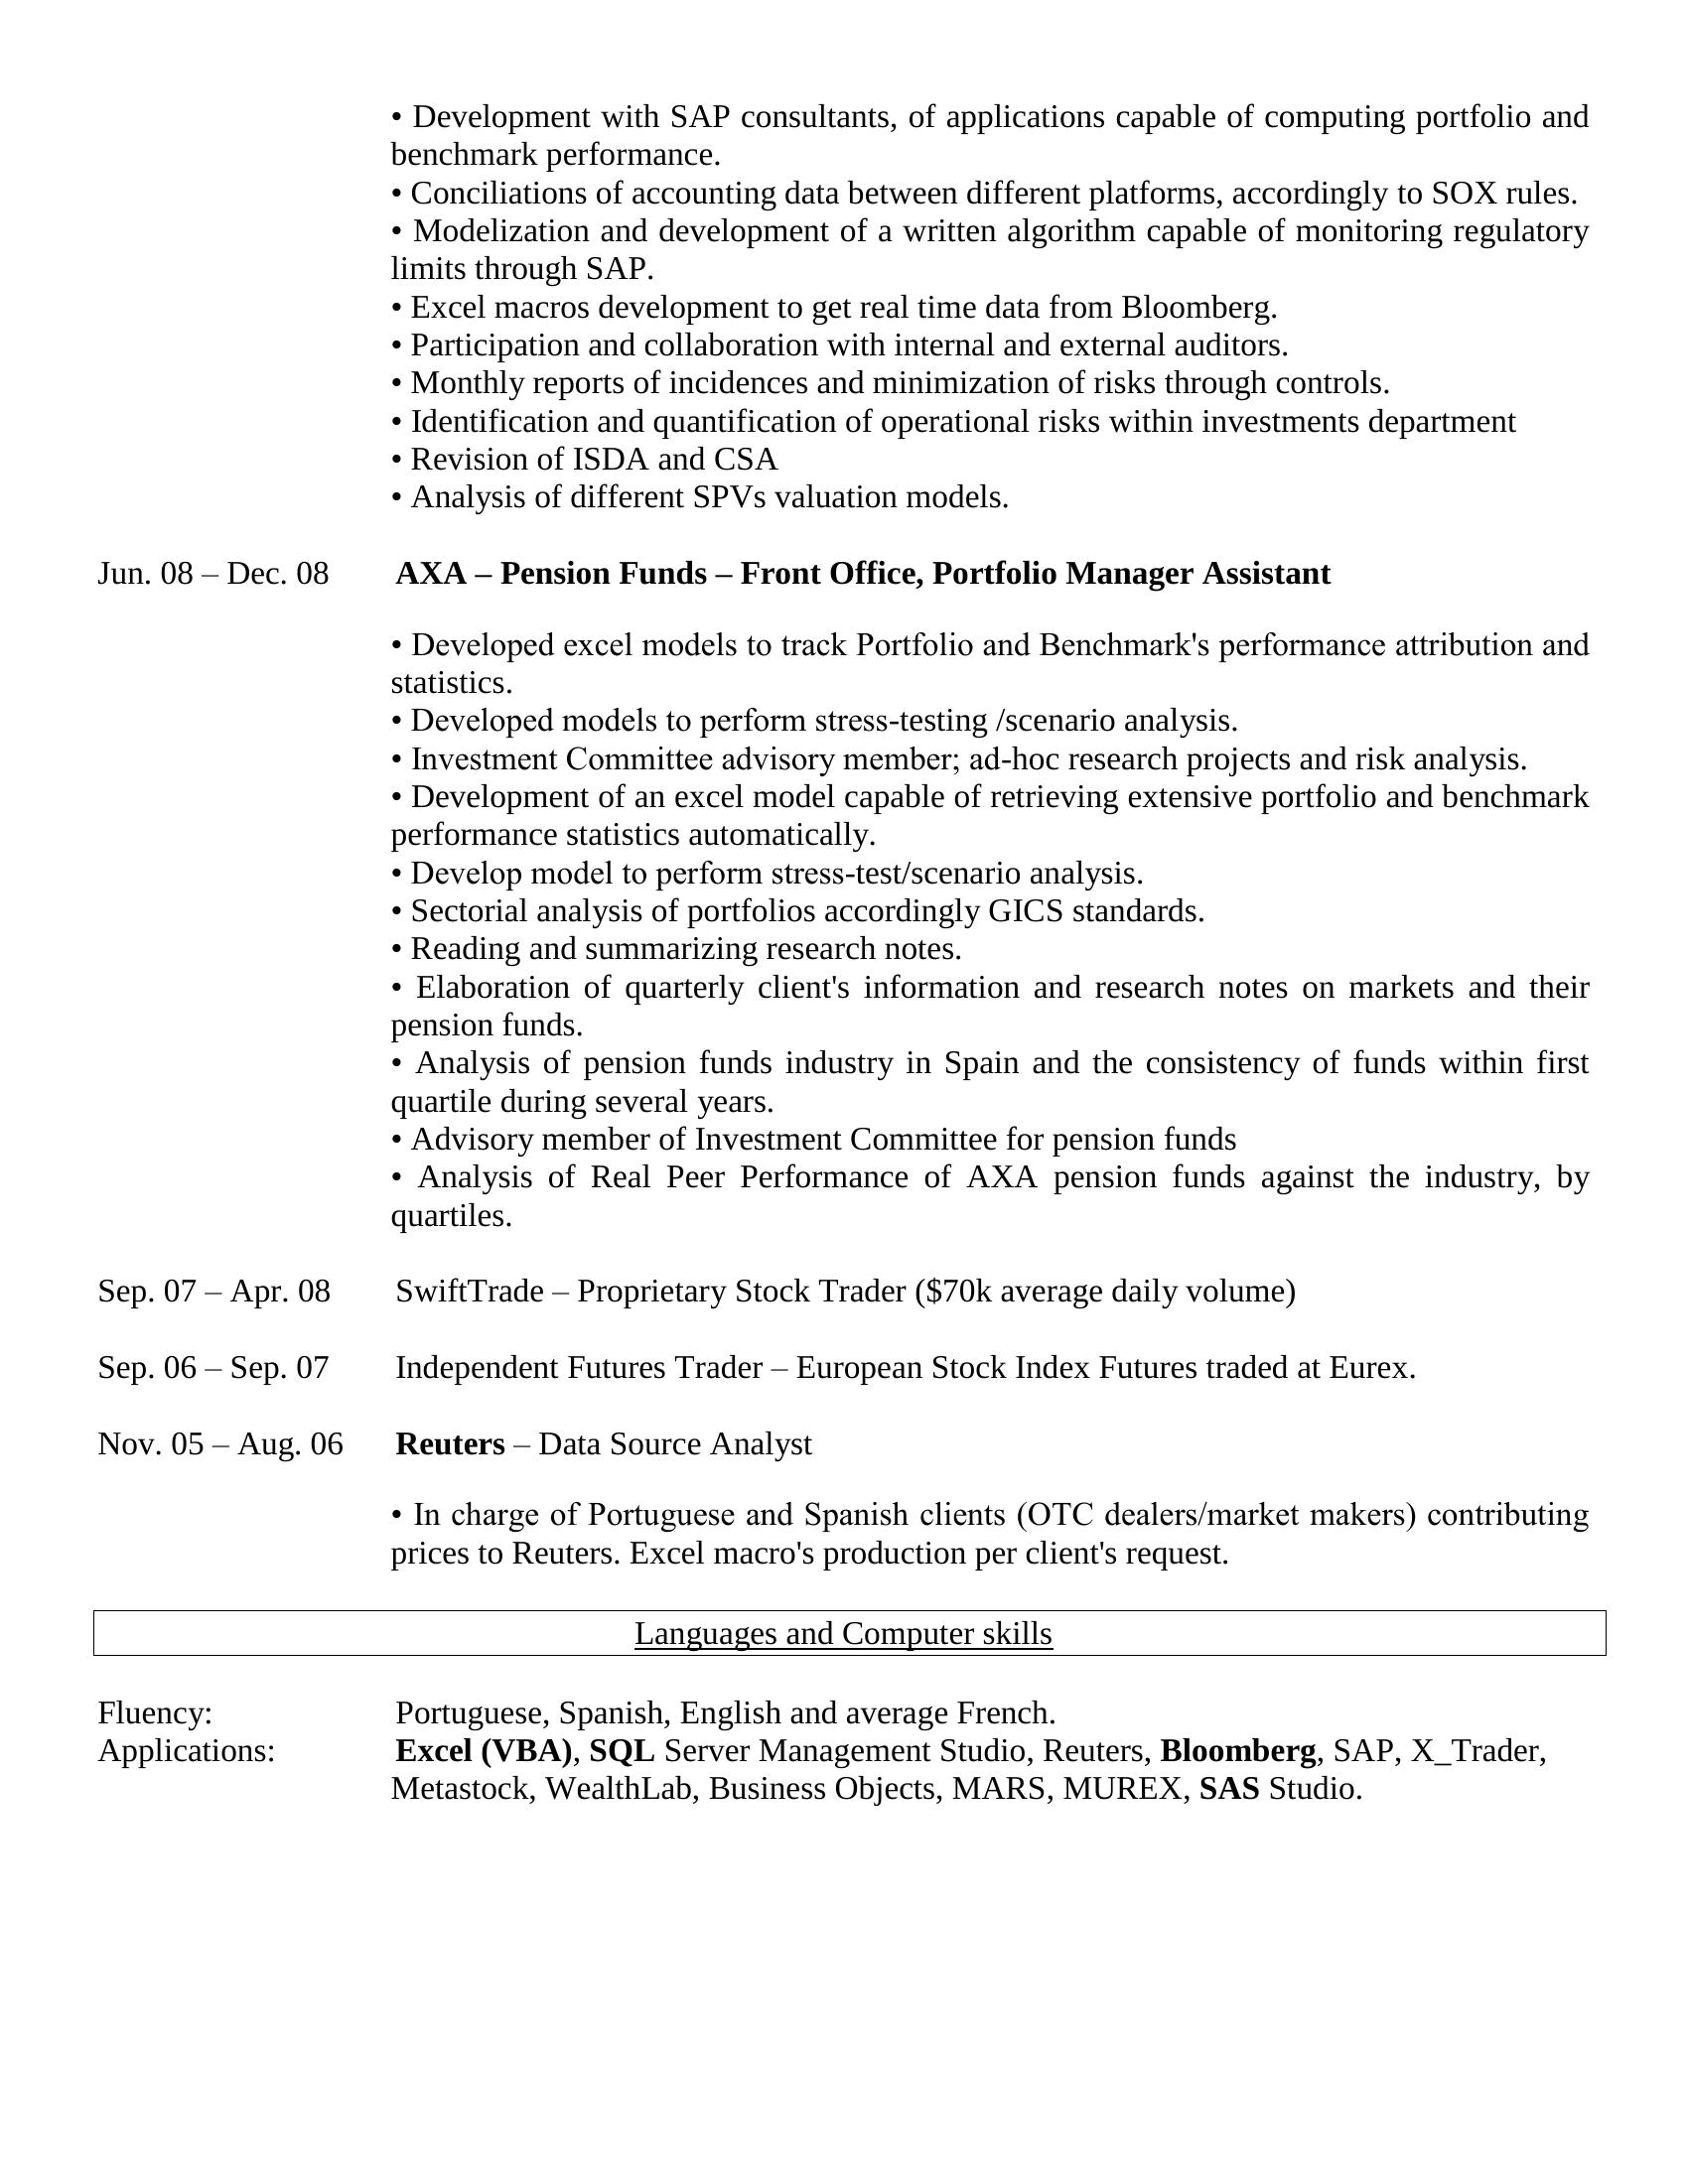 • Development with SAP consultants, of applications capable of computing portfolio and
benchmark performance.
• Conciliations of accounting data between different platforms, accordingly to SOX rules.
• Modelization and development of a written algorithm capable of monitoring regulatory
limits through SAP.
• Excel macros development to get real time data from Bloomberg.
• Participation and collaboration with internal and external auditors.
• Monthly reports of incidences and minimization of risks through controls.
• Identification and quantification of operational risks within investments department
• Revision of ISDA and CSA
• Analysis of different SPVs valuation models.
Jun. 08 – Dec. 08 AXA – Pension Funds – Front Office, Portfolio Manager Assistant
• Developed excel models to track Portfolio and Benchmark's performance attribution and
statistics.
• Developed models to perform stress-testing /scenario analysis.
• Investment Committee advisory member; ad-hoc research projects and risk analysis.
• Development of an excel model capable of retrieving extensive portfolio and benchmark
performance statistics automatically.
• Develop model to perform stress-test/scenario analysis.
• Sectorial analysis of portfolios accordingly GICS standards.
• Reading and summarizing research notes.
• Elaboration of quarterly client's information and research notes on markets and their
pension funds.
• Analysis of pension funds industry in Spain and the consistency of funds within first
quartile during several years.
• Advisory member of Investment Committee for pension funds
• Analysis of Real Peer Performance of AXA pension funds against the industry, by
quartiles.
Sep. 07 – Apr. 08 SwiftTrade – Proprietary Stock Trader ($70k average daily volume)
Sep. 06 – Sep. 07 Independent Futures Trader – European Stock Index Futures traded at Eurex.
Nov. 05 – Aug. 06 Reuters – Data Source Analyst
• In charge of Portuguese and Spanish clients (OTC dealers/market makers) contributing
prices to Reuters. Excel macro's production per client's request.
Languages and Computer skills
Fluency: Portuguese, Spanish, English and average French.
Applications: Excel (VBA), SQL Server Management Studio, Reuters, Bloomberg, SAP, X_Trader,
Metastock, WealthLab, Business Objects, MARS, MUREX, SAS Studio.